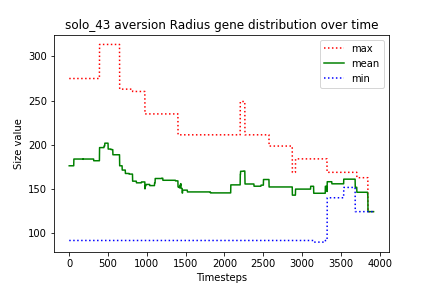 solo_43 aversion Radius gene distribution over time
max
mean
min
Size value
300
250
200
150
100
0 500 1000 1500 2000 2500 3000 3500 4000
Timesteps